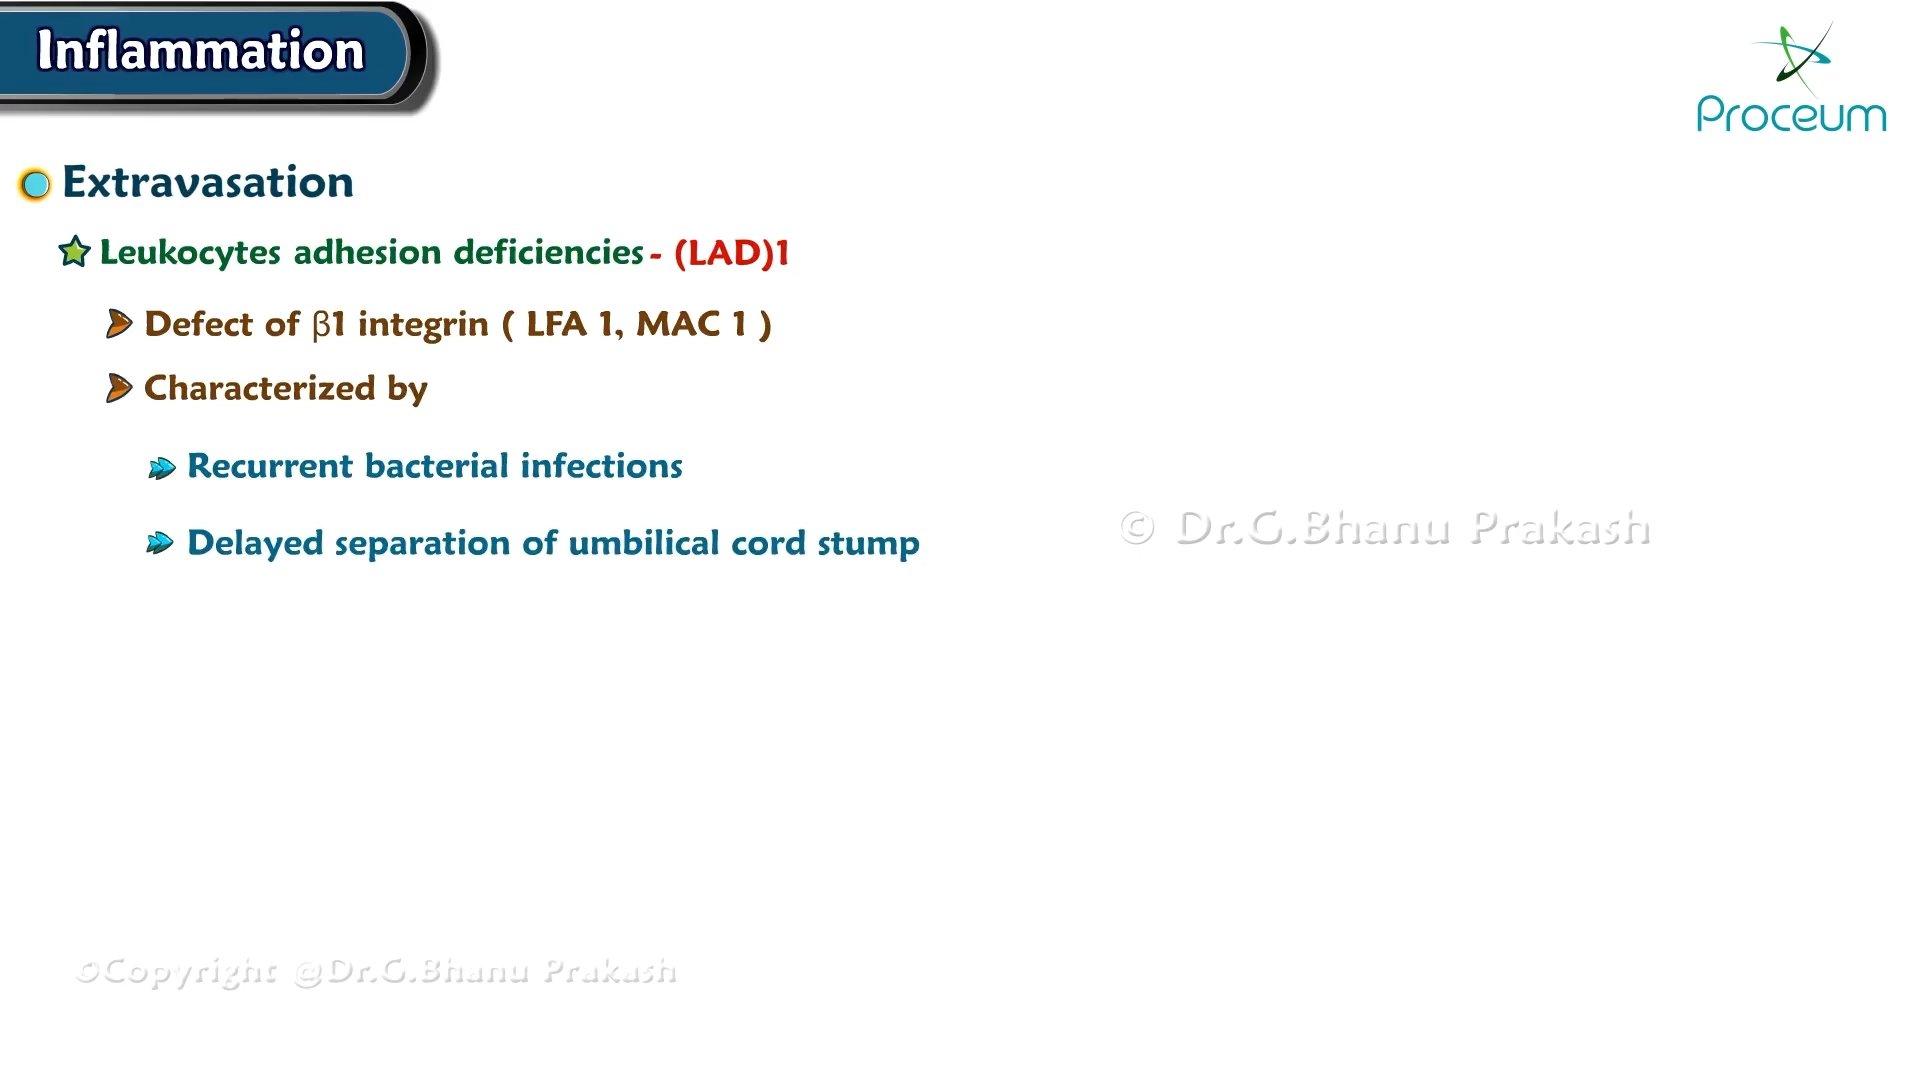 Inflammation
Proceum
Extravasation
Leukocytes adhesion deficiencies - (LAD)1
Defect of β1 integrin ( LFA 1, MAC 1 )
Characterized by
Recurrent bacterial infections
© Dr.G.Bhanu Prakash
Delayed separation of umbilical cord stump
©Copyright @Dr.G.Bhanu Prakash